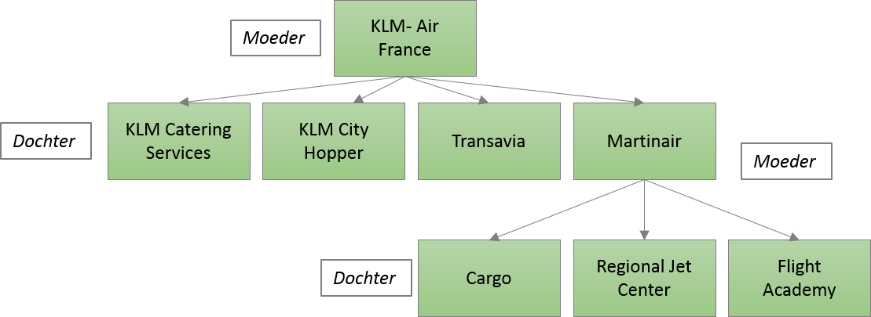 Moeder
KLM- Air
France
Dochter
KLM Catering
Services
KLM City
Hopper
Transavia
Martinair
Moeder
Dochter
Cargo
Regional Jet
Center
Flight
Academy